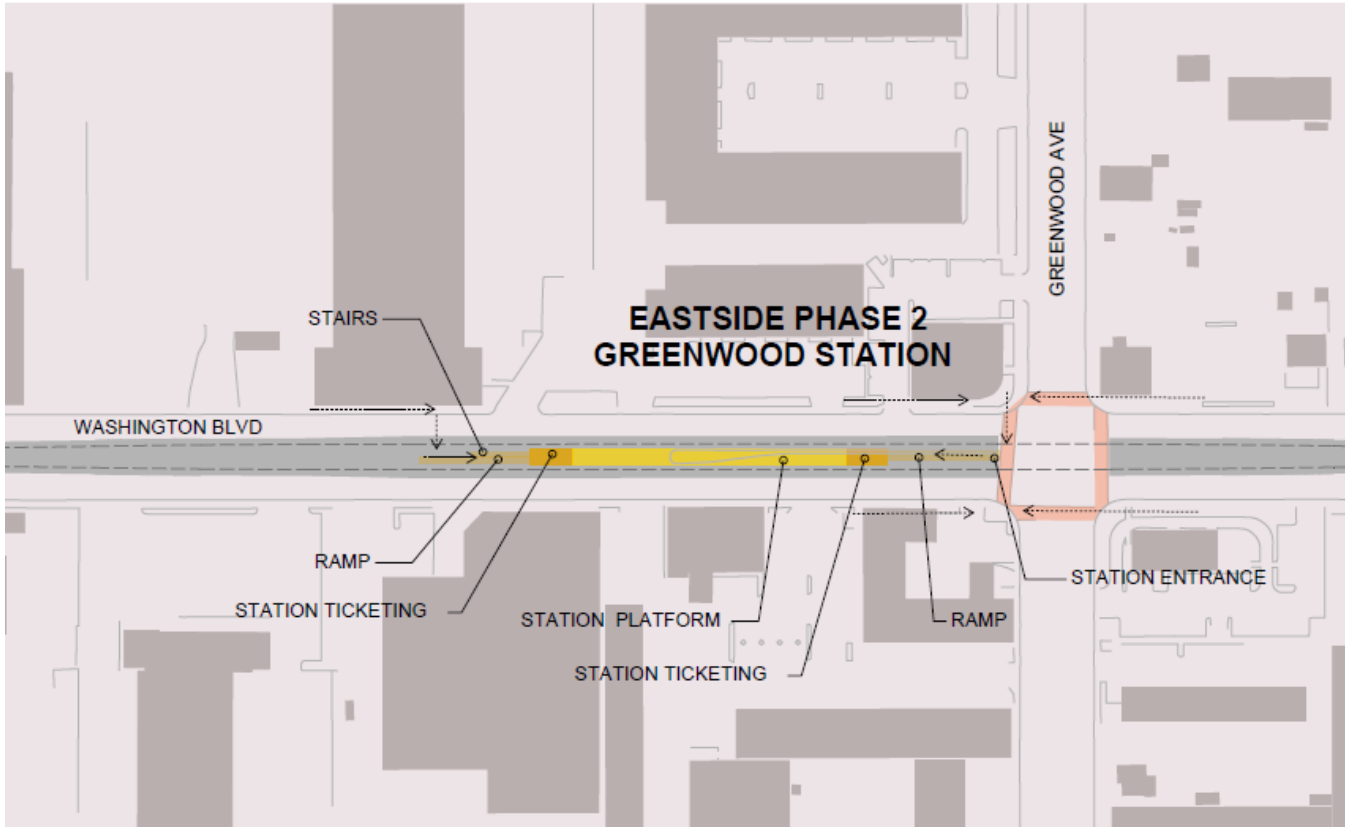 GREENWOOD AVE
STAIRS
EASTSIDE PHASE 2
GREENWOOD STATION
WASHINGTON BLVD
RAMP
STATION TICKETING
STATION PLATFORM
STATION TICKETING
RAMP
STATION ENTRANCE